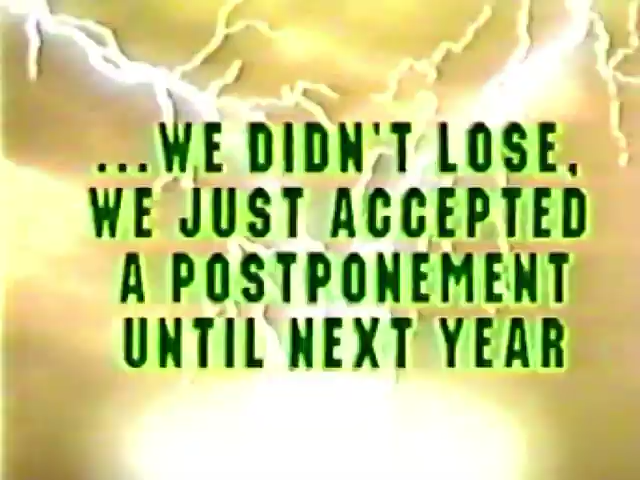 ...WE DIDN'T LOSE,
WE JUST ACCEPTED
A POSTPONEMENT
UNTIL NEXT YEAR